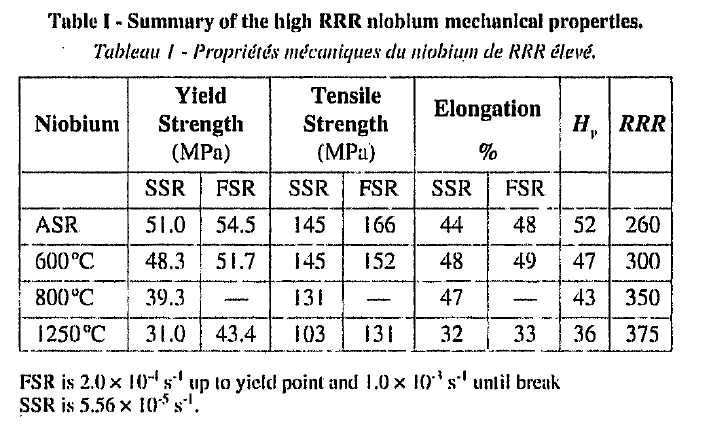 Table I - Summary of the high RRR niobium mechanical properties.
Tableau I - Propriétés mécaniques du niobium de RRR élevé.
Niobium | Yield Strength (MPa) | Tensile Strength (MPa) | Elongation % | Hᵥ | RRR
SSR | FSR | SSR | FSR | SSR | FSR
ASR | 51.0 | 54.5 | 145 | 166 | 44 | 48 | 52 | 260
600°C | 48.3 | 51.7 | 145 | 152 | 48 | 49 | 47 | 300
800°C | 39.3 | — | 131 | — | 47 | — | 43 | 350
1250°C | 31.0 | 43.4 | 103 | 131 | 32 | 33 | 36 | 375
FSR is 2.0 × 10⁻⁴ s⁻¹ up to yield point and 1.0 × 10⁻³ s⁻¹ until break
SSR is 5.56 × 10⁻⁵ s⁻¹.